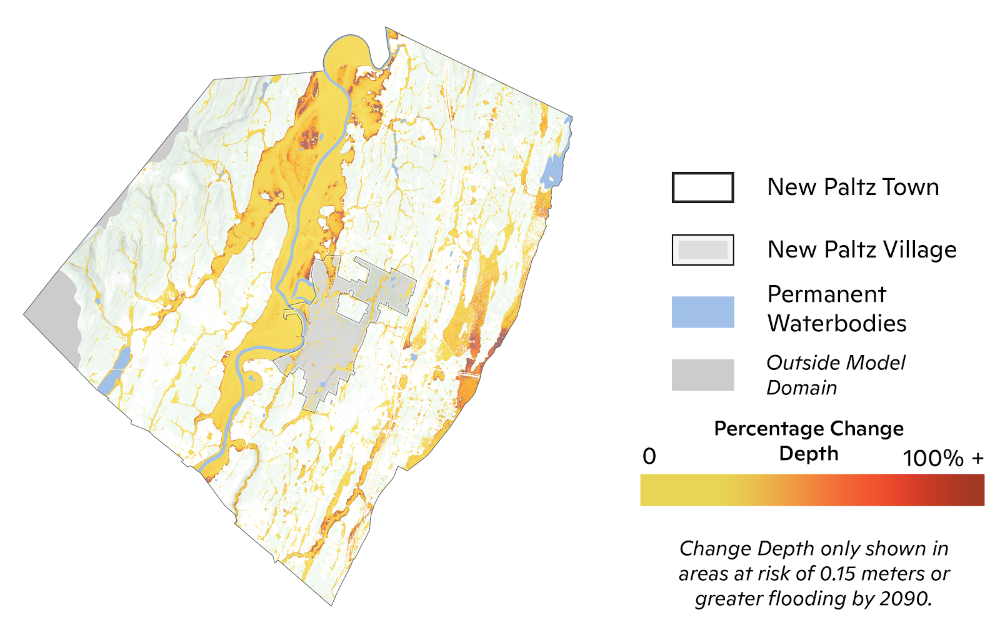 New Paltz Town
New Paltz Village
Permanent
Waterbodies
Outside Model
Domain
Percentage Change
Depth
0
100% +
Change Depth only shown in
areas at risk of 0.15 meters or
greater flooding by 2090.